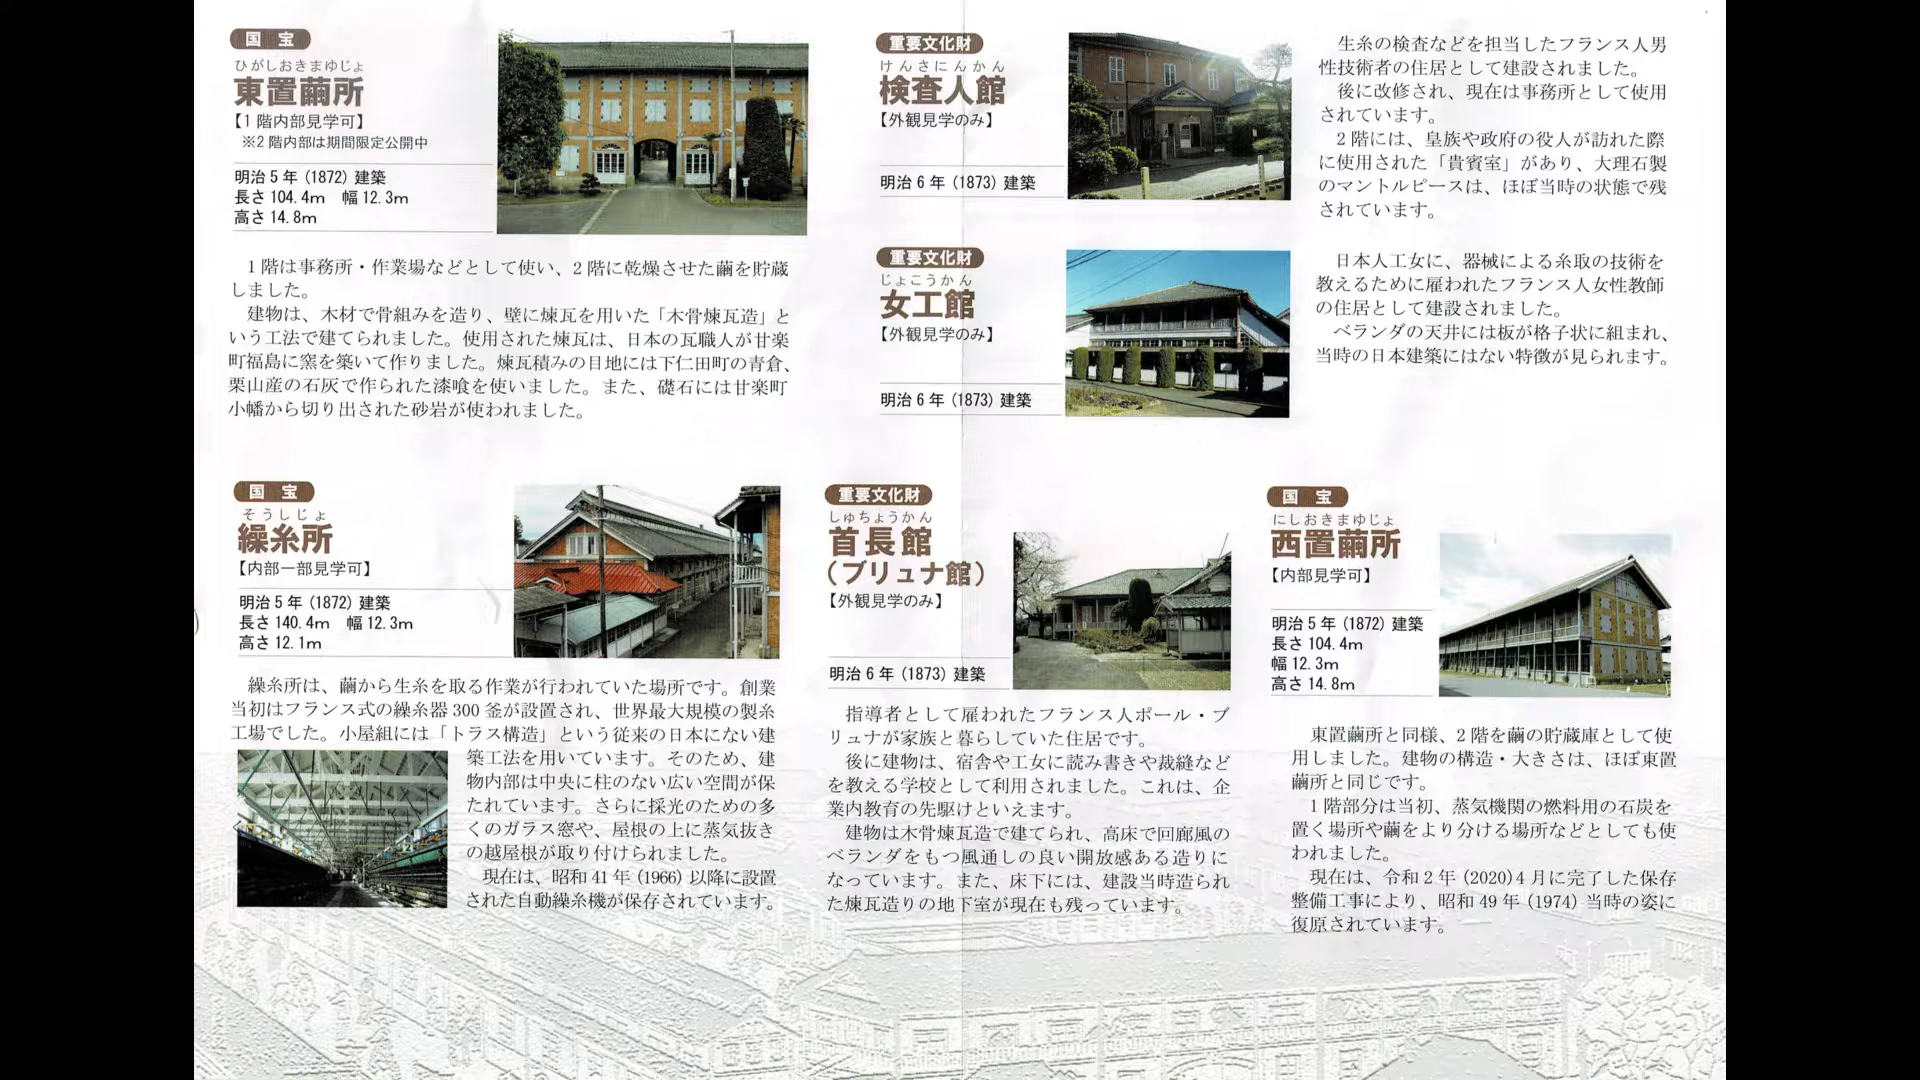 国宝
ひがしおきまゆじょ
東置繭所
【1階内部見学可】
※2階内部は期間限定公開中
明治5年(1872)建築
長さ104.4m 幅12.3m
高さ14.8m
1階は事務所・作業場などとして使い、2階に乾燥させた繭を貯蔵
しました。
建物は、木材で骨組みを造り、壁に煉瓦を用いた「木骨煉瓦造」と
いう工法で建てられました。使用された煉瓦は、日本の瓦職人が甘楽
町福島に窯を築いて作りました。煉瓦積みの目地には下仁田町の青倉、
栗山産の石灰で作られた漆喰を使いました。また、礎石には甘楽町
小幡から切り出された砂岩が使われました。
重要文化財
けんさにんかん
検査人館
【外観見学のみ】
明治6年(1873)建築
生糸の検査などを担当したフランス人男
性技術者の住居として建設されました。
後に改修され、現在は事務所として使用
されています。
2階には、皇族や政府の役人が訪れた際
に使用された「貴賓室」があり、大理石製
のマントルピースは、ほぼ当時の状態で残
されています。
重要文化財
じょこうかん
女工館
【外観見学のみ】
明治6年(1873)建築
日本人工女に、器械による糸取の技術を
教えるために雇われたフランス人女性教師
の住居として建設されました。
ベランダの天井には板が格子状に組まれ、
当時の日本建築にはない特徴が見られます。
国宝
そうしじょ
繰糸所
【内部一部見学可】
明治5年(1872)建築
長さ140.4m 幅12.3m
高さ12.1m
繰糸所は、繭から生糸を取る作業が行われていた場所です。創業
当初はフランス式の繰糸器300釜が設置され、世界最大規模の製糸
工場でした。小屋組には「トラス構造」という従来の日本にない建
築工法を用いています。そのため、建
物内部は中央に柱のない広い空間が保
たれています。さらに採光のための多
くのガラス窓や、屋根の上に蒸気抜き
の越屋根が取り付けられました。
現在は、昭和41年(1966)以降に設置
された自動繰糸機が保存されています。
重要文化財
しゅちょうかん
首長館
(ブリュナ館)
【外観見学のみ】
明治6年(1873)建築
指導者として雇われたフランス人ポール・ブ
リュナが家族と暮らしていた住居です。
後に建物は、宿舎や工女に読み書きや裁縫など
を教える学校として利用されました。これは、企
業内教育の先駆けといえます。
建物は木骨煉瓦造で建てられ、高床で回廊風の
ベランダをもつ風通しの良い開放感ある造りに
なっています。また、床下には、建設当時造られ
た煉瓦造りの地下室が現在も残っています。
国宝
にしおきまゆじょ
西置繭所
【内部見学可】
明治5年(1872)建築
長さ104.4m
幅12.3m
高さ14.8m
東置繭所と同様、2階を繭の貯蔵庫として使
用しました。建物の構造・大きさは、ほぼ東置
繭所と同じです。
1階部分は当初、蒸気機関の燃料用の石炭を
置く場所や繭をより分ける場所などとしても使
われました。
現在は、令和2年(2020)4月に完了した保存
整備工事により、昭和49年(1974)当時の姿に
復原されています。